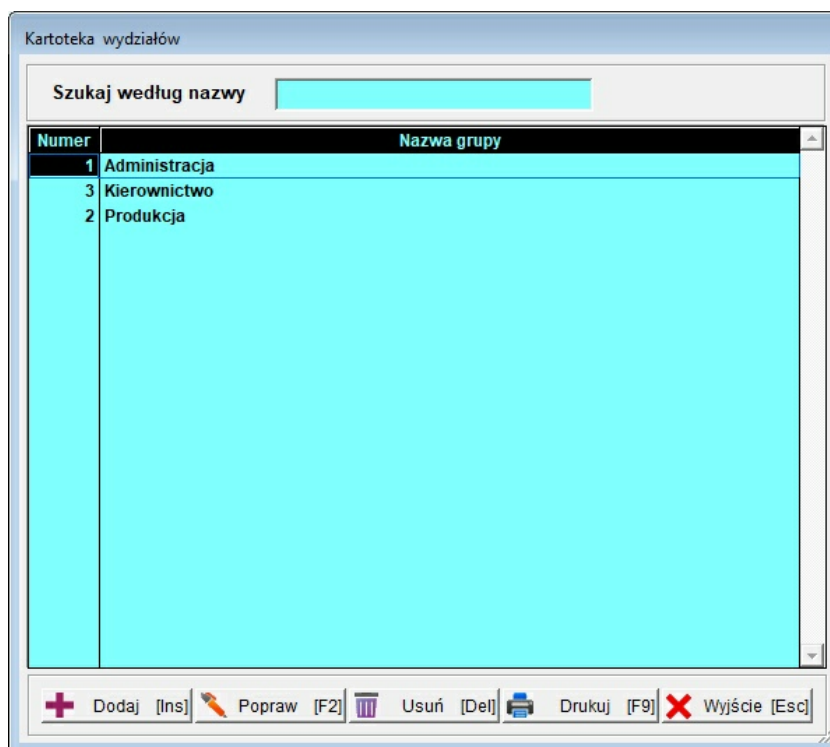 Kartoteka wydziałów
Szukaj według nazwy
Numer Nazwa grupy
1 Administracja
3 Kierownictwo
2 Produkcja
Dodaj [Ins] Popraw [F2] Usuń [Del] Drukuj [F9] Wyjście [Esc]